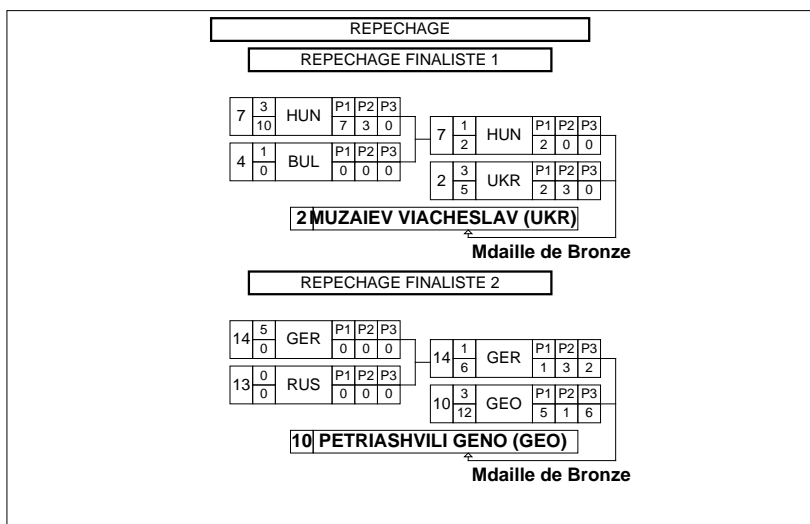 REPECHAGE
REPECHAGE FINALISTE 1
7 3 10 HUN P1 P2 P3 7 3 0
7 1 2 HUN P1 P2 P3 2 0 0
4 1 0 BUL P1 P2 P3 0 0 0
2 3 5 UKR P1 P2 P3 2 3 0
2 MUZAIEV VIACHESLAV (UKR)
Mdaille de Bronze
REPECHAGE FINALISTE 2
14 5 0 GER P1 P2 P3 0 0 0
14 1 6 GER P1 P2 P3 1 3 2
13 0 0 RUS P1 P2 P3 0 0 0
10 3 12 GEO P1 P2 P3 5 1 6
10 PETRIASHVILI GENO (GEO)
Mdaille de Bronze